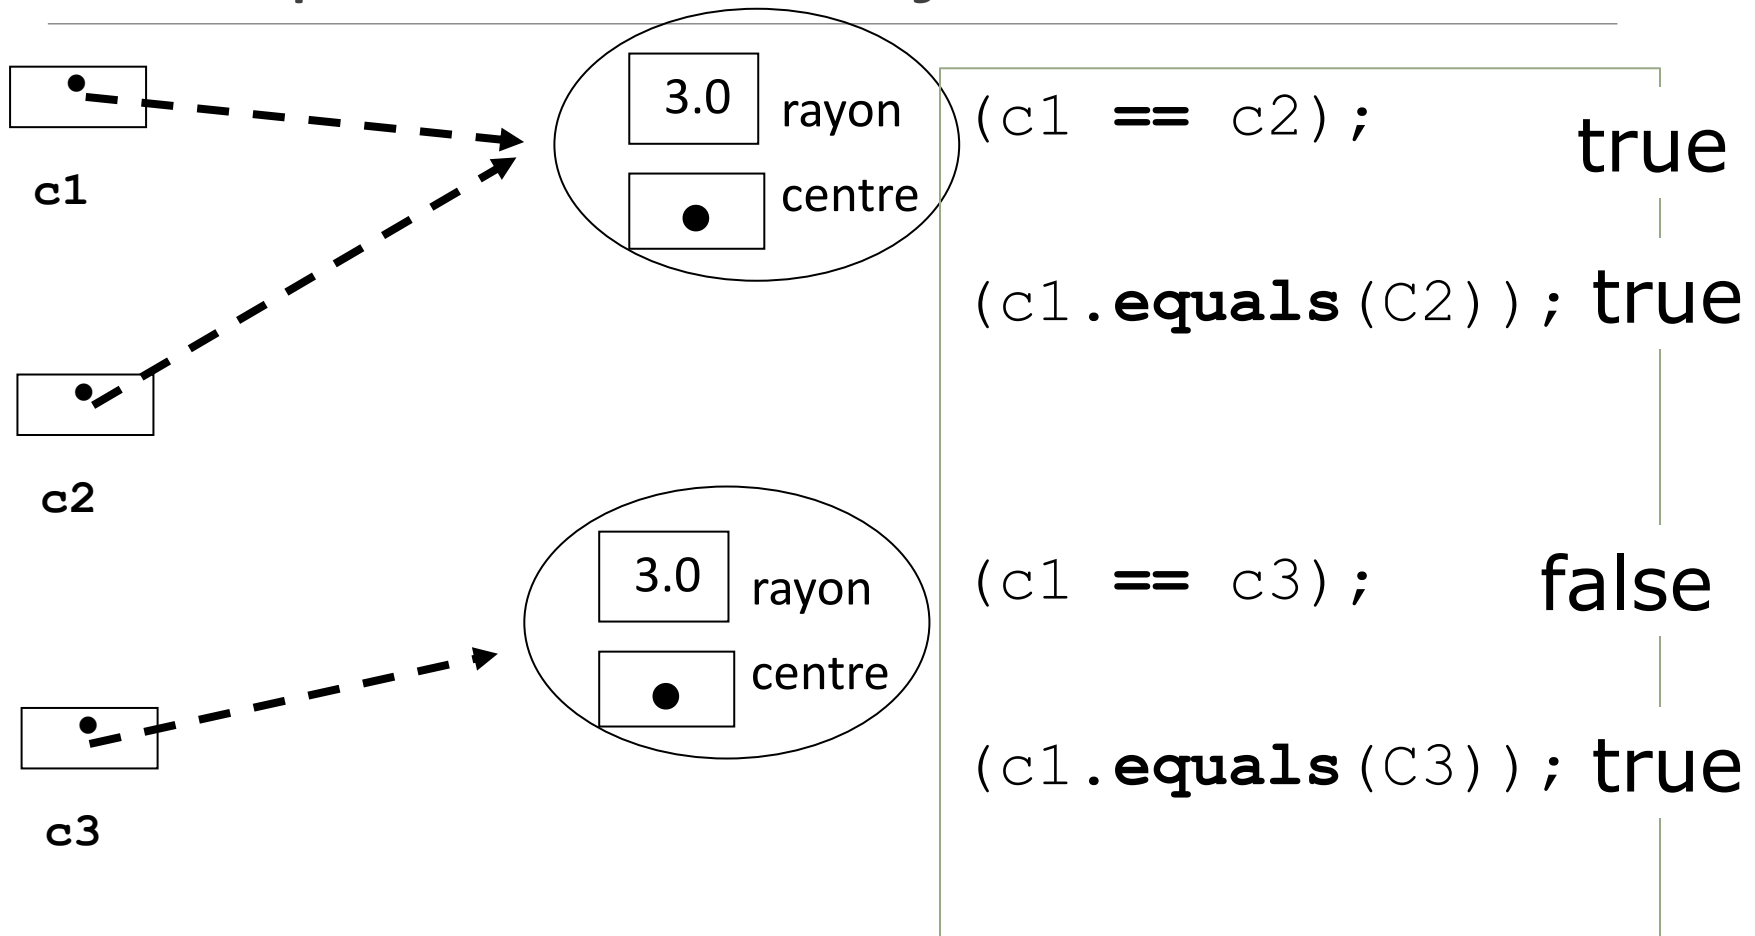 3.0
rayon
centre
c1
c2
3.0
rayon
centre
c3
(c1 == c2); true
(c1.equals(C2)); true
(c1 == c3); false
(c1.equals(C3)); true